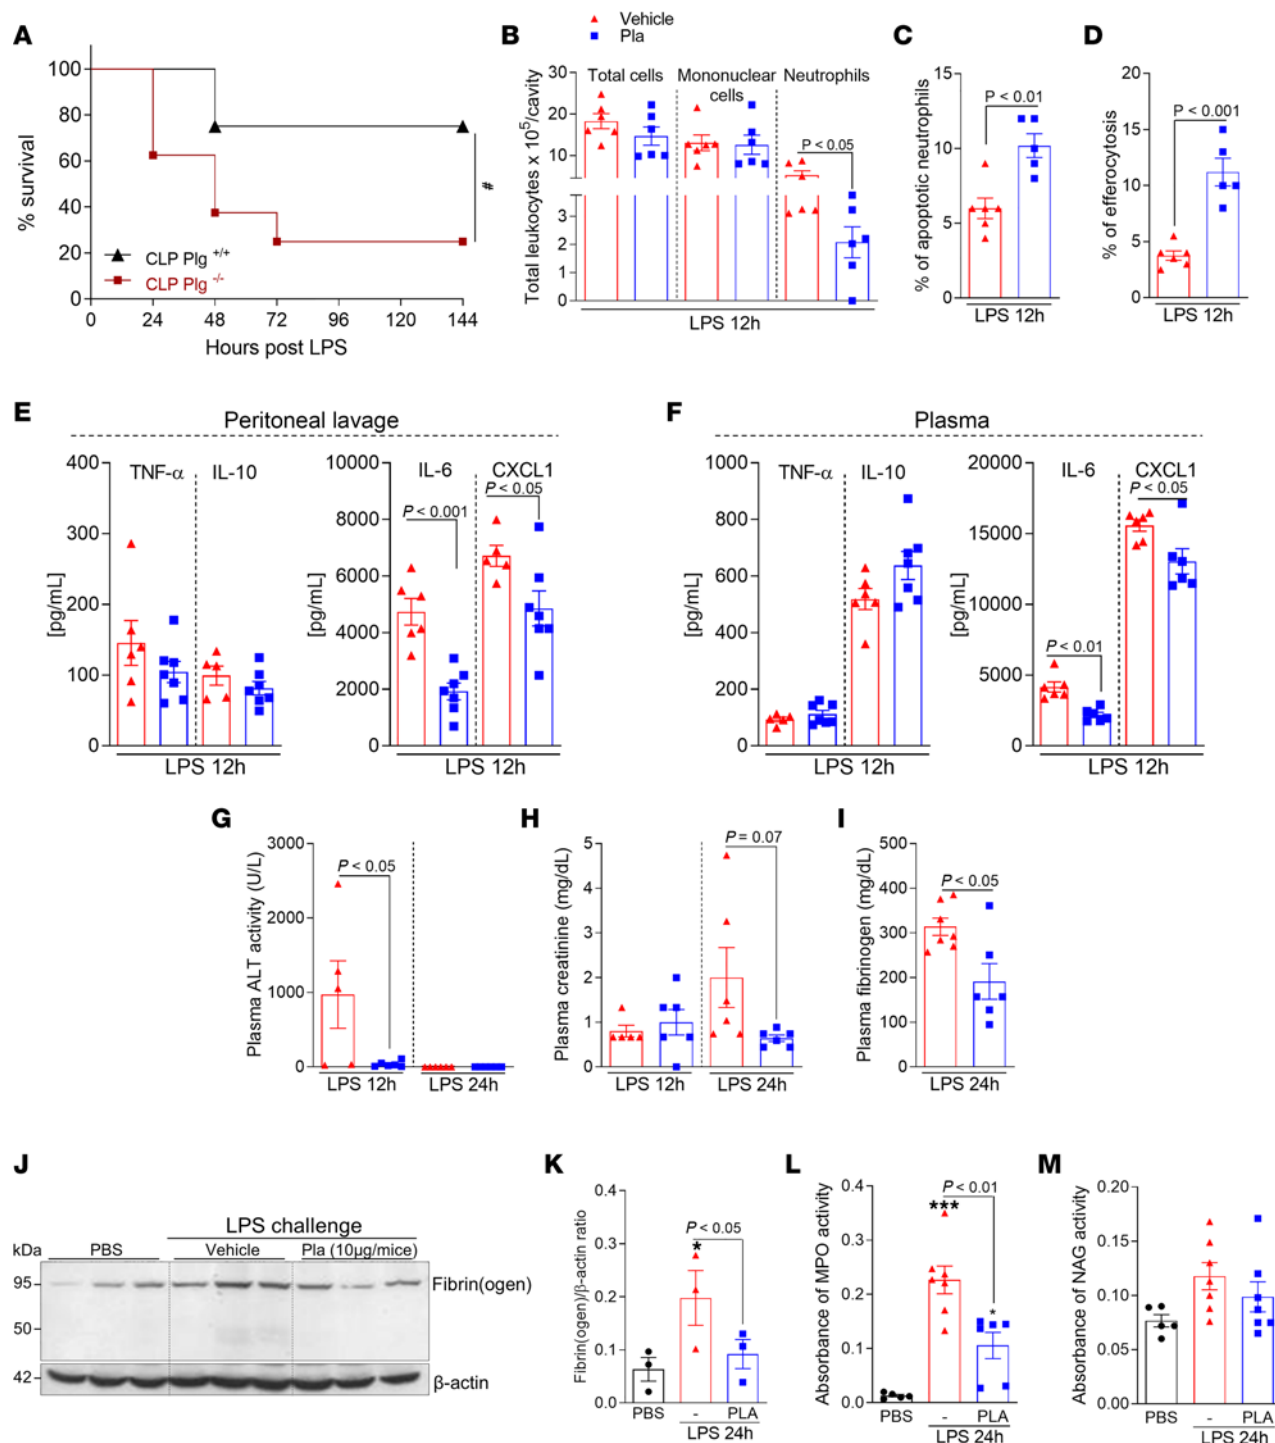 Vehicle
Pla
A
% survival
100
80
60
40
20
0
CLP Plg +/+
CLP Plg -/-
#
0 24 48 72 96 120 144
Hours post LPS
B
Total leukocytes x 10⁵/cavity
30
20
10
3
2
1
0
Total cells
Mononuclear cells
Neutrophils
P < 0.05
LPS 12h
C
% of apoptotic neutrophils
15
10
5
0
P < 0.01
LPS 12h
D
% of efferocytosis
20
15
10
5
0
P < 0.001
LPS 12h
E
Peritoneal lavage
[pg/mL]
400
300
200
100
0
TNF-α IL-10
LPS 12h
[pg/mL]
10000
8000
6000
4000
2000
0
IL-6 CXCL1
P < 0.001
P < 0.05
LPS 12h
F
Plasma
[pg/mL]
1000
800
600
400
200
0
TNF-α IL-10
LPS 12h
[pg/mL]
20000
15000
10000
5000
0
IL-6 CXCL1
P < 0.05
P < 0.01
LPS 12h
G
Plasma ALT activity (U/L)
3000
2000
1000
0
P < 0.05
LPS 12h LPS 24h
H
Plasma creatinine (mg/dL)
5
4
3
2
1
0
P = 0.07
LPS 12h LPS 24h
I
Plasma fibrinogen (mg/dL)
500
400
300
200
100
0
P < 0.05
LPS 24h
J
LPS challenge
kDa PBS Vehicle Pla (10µg/mice)
95
50
42
Fibrin(ogen)
β-actin
K
Fibrin(ogen)/β-actin ratio
0.4
0.3
0.2
0.1
0.0
P < 0.05
*
PBS - PLA
LPS 24h
L
Absorbance of MPO activity
0.4
0.3
0.2
0.1
0.0
P < 0.01
***
*
PBS - PLA
LPS 24h
M
Absorbance of NAG activity
0.20
0.15
0.10
0.05
0.00
PBS - PLA
LPS 24h